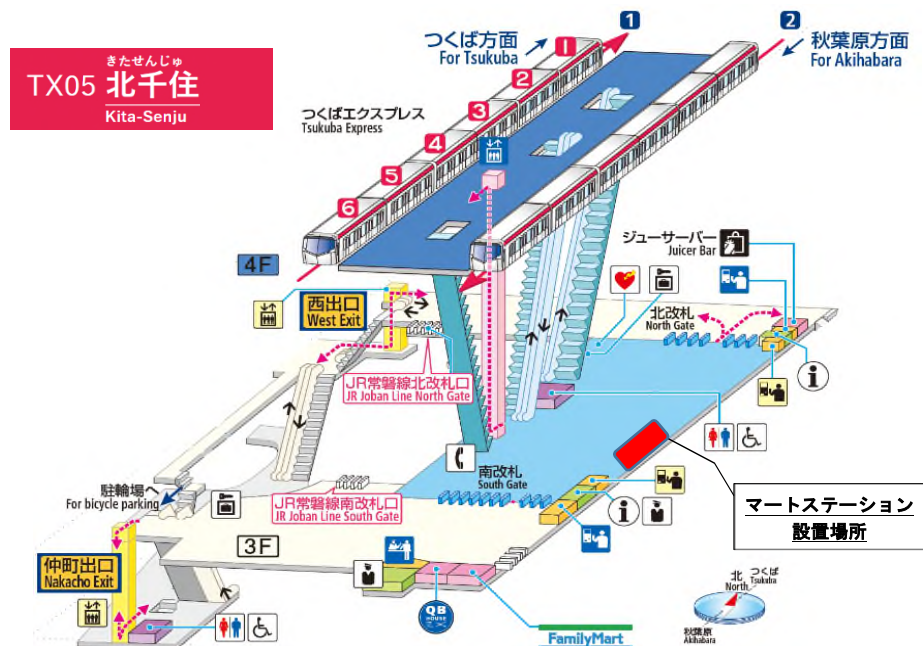 きたせんじゅ
TX05 北千住
Kita-Senju
つくば方面
For Tsukuba
1
2
秋葉原方面
For Akihabara
つくばエクスプレス
Tsukuba Express
1
2
3
4
5
6
4F
西出口
West Exit
JR常磐線北改札口
JR Joban Line North Gate
ジューサーバー
Juicer Bar
北改札
North Gate
南改札
South Gate
駐輪場へ
For bicycle parking
JR常磐線南改札口
JR Joban Line South Gate
3F
仲町出口
Nakacho Exit
マートステーション
設置場所
QB
HOUSE
FamilyMart
北
North
つくば
Tsukuba
秋葉原
Akihabara